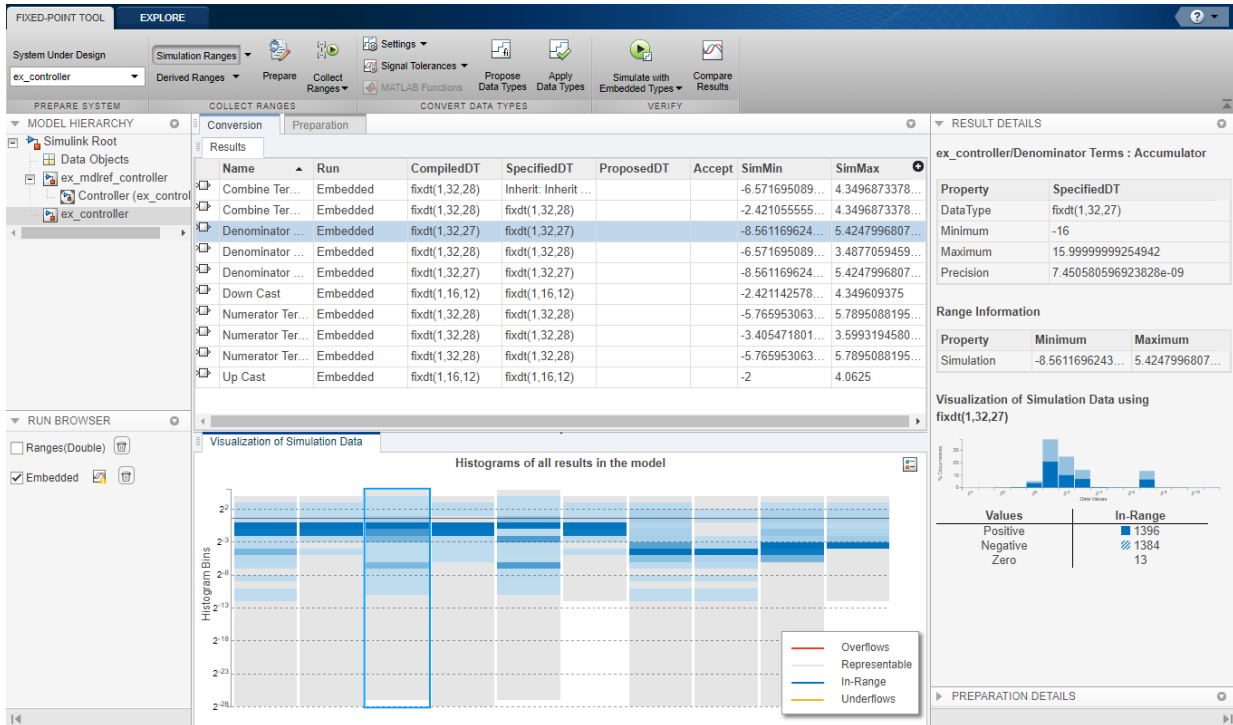 FIXED-POINT TOOL EXPLORE ?
System Under Design
ex_controller
Simulation Ranges
Derived Ranges
Prepare
Collect
Ranges
Settings
Signal Tolerances
MATLAB Functions
Propose
Data Types
Apply
Data Types
Simulate with
Embedded Types
Compare
Results
PREPARE SYSTEM COLLECT RANGES CONVERT DATA TYPES VERIFY
MODEL HIERARCHY
Simulink Root
Data Objects
ex_mdlref_controller
Controller (ex_control
ex_controller
RUN BROWSER
Ranges(Double)
Embedded
Conversion Preparation
Results
Name Run CompiledDT SpecifiedDT ProposedDT Accept SimMin SimMax
Combine Ter... Embedded fixdt(1,32,28) Inherit: Inherit ... -6.571695089... 4.3496873378...
Combine Ter... Embedded fixdt(1,32,28) fixdt(1,32,28) -2.421055555... 4.3496873378...
Denominator ... Embedded fixdt(1,32,27) fixdt(1,32,27) -8.561169624... 5.4247996807...
Denominator ... Embedded fixdt(1,32,27) fixdt(1,32,27) -6.571695089... 3.4877059459...
Denominator ... Embedded fixdt(1,32,27) fixdt(1,32,27) -8.561169624... 5.4247996807...
Down Cast Embedded fixdt(1,16,12) fixdt(1,16,12) -2.421142578... 4.349609375
Numerator Ter... Embedded fixdt(1,32,28) fixdt(1,32,28) -5.765953063... 5.7895088195...
Numerator Ter... Embedded fixdt(1,32,28) fixdt(1,32,28) -3.405471801... 3.5993194580...
Numerator Ter... Embedded fixdt(1,32,28) fixdt(1,32,28) -5.765953063... 5.7895088195...
Up Cast Embedded fixdt(1,16,12) fixdt(1,16,12) -2 4.0625
Visualization of Simulation Data
Histograms of all results in the model
Histogram Bins
2^2
2^-3
2^-8
2^-13
2^-18
2^-23
2^-28
Overflows
Representable
In-Range
Underflows
RESULT DETAILS
ex_controller/Denominator Terms : Accumulator
Property SpecifiedDT
DataType fixdt(1,32,27)
Minimum -16
Maximum 15.99999999254942
Precision 7.450580596923828e-09
Range Information
Property Minimum Maximum
Simulation -8.5611696243... 5.4247996807...
Visualization of Simulation Data using
fixdt(1,32,27)
% Occurrences
30
20
10
0
Data Values
Values In-Range
Positive 1396
Negative 1384
Zero 13
PREPARATION DETAILS